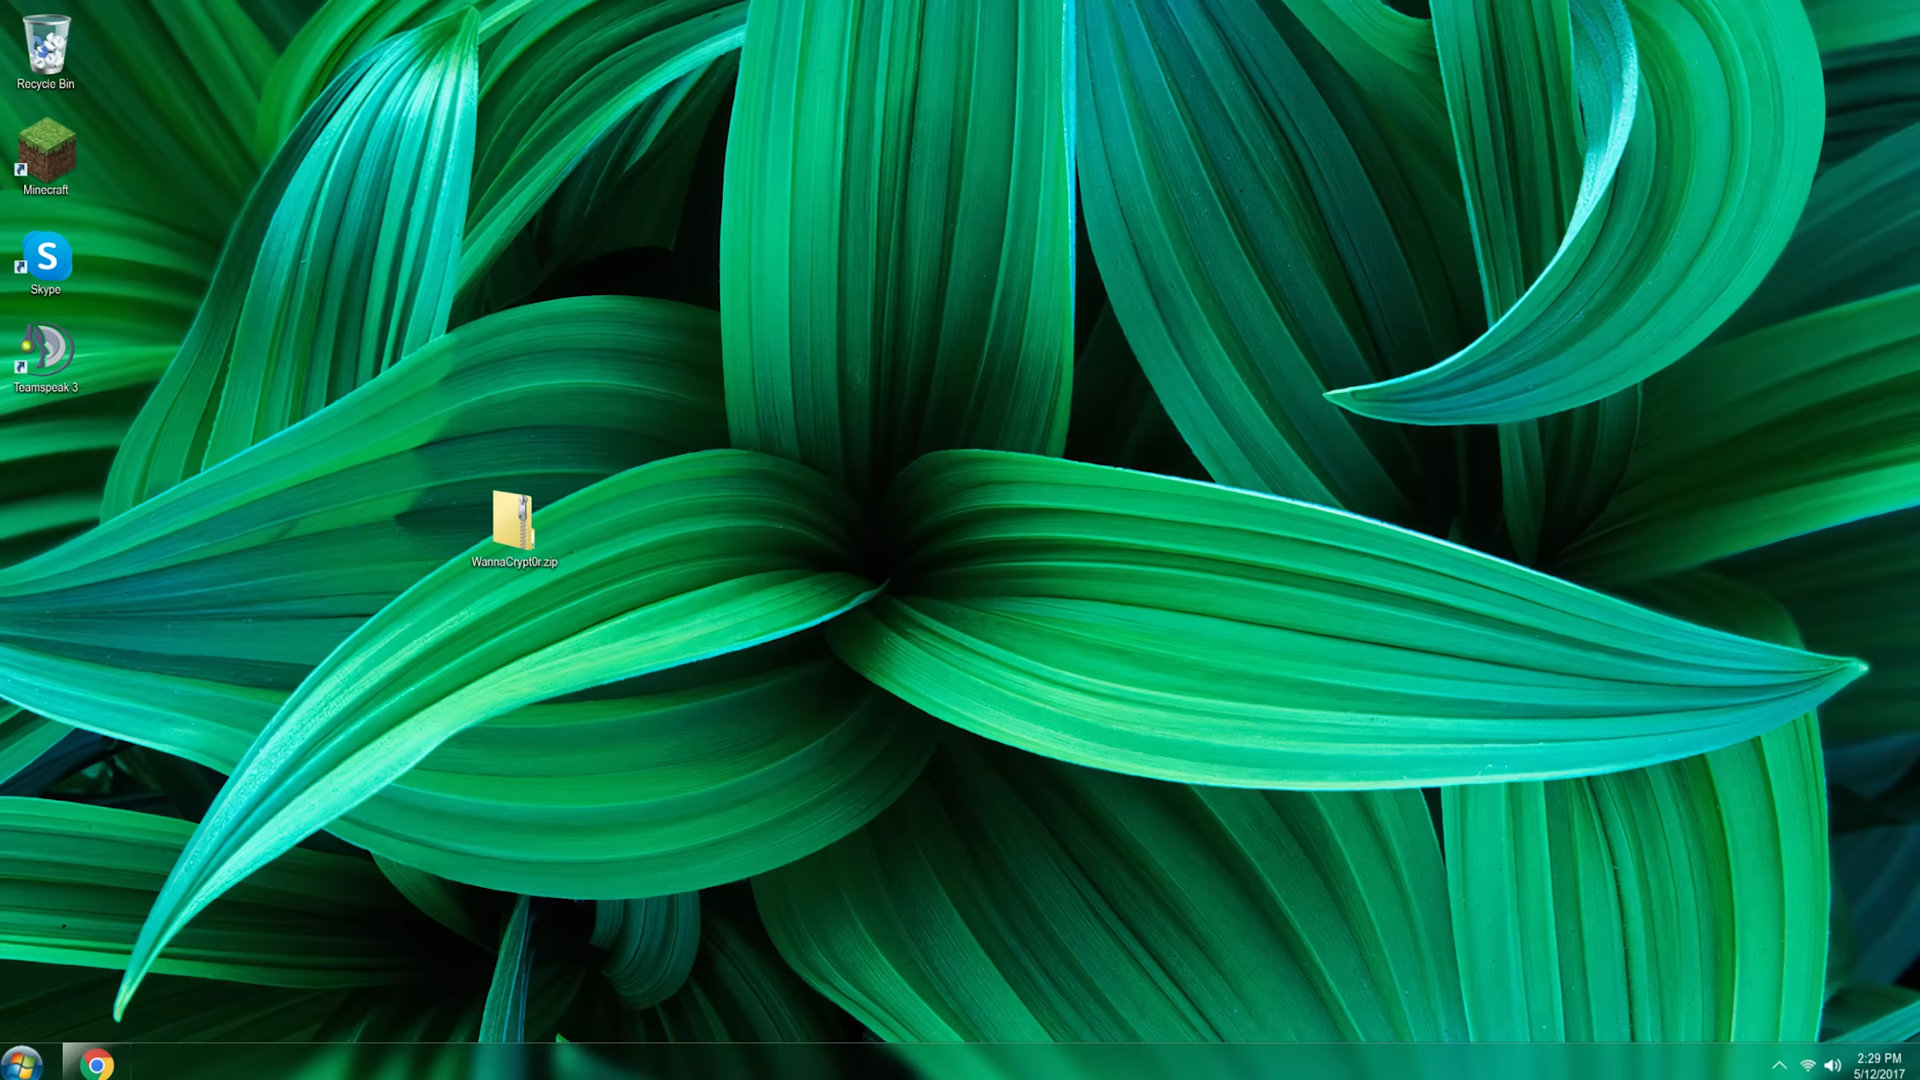 Recycle Bin
Minecraft
S
Skype
Teamspeak 3
WannaCrypt0r.zip
2:29 PM
5/12/2017